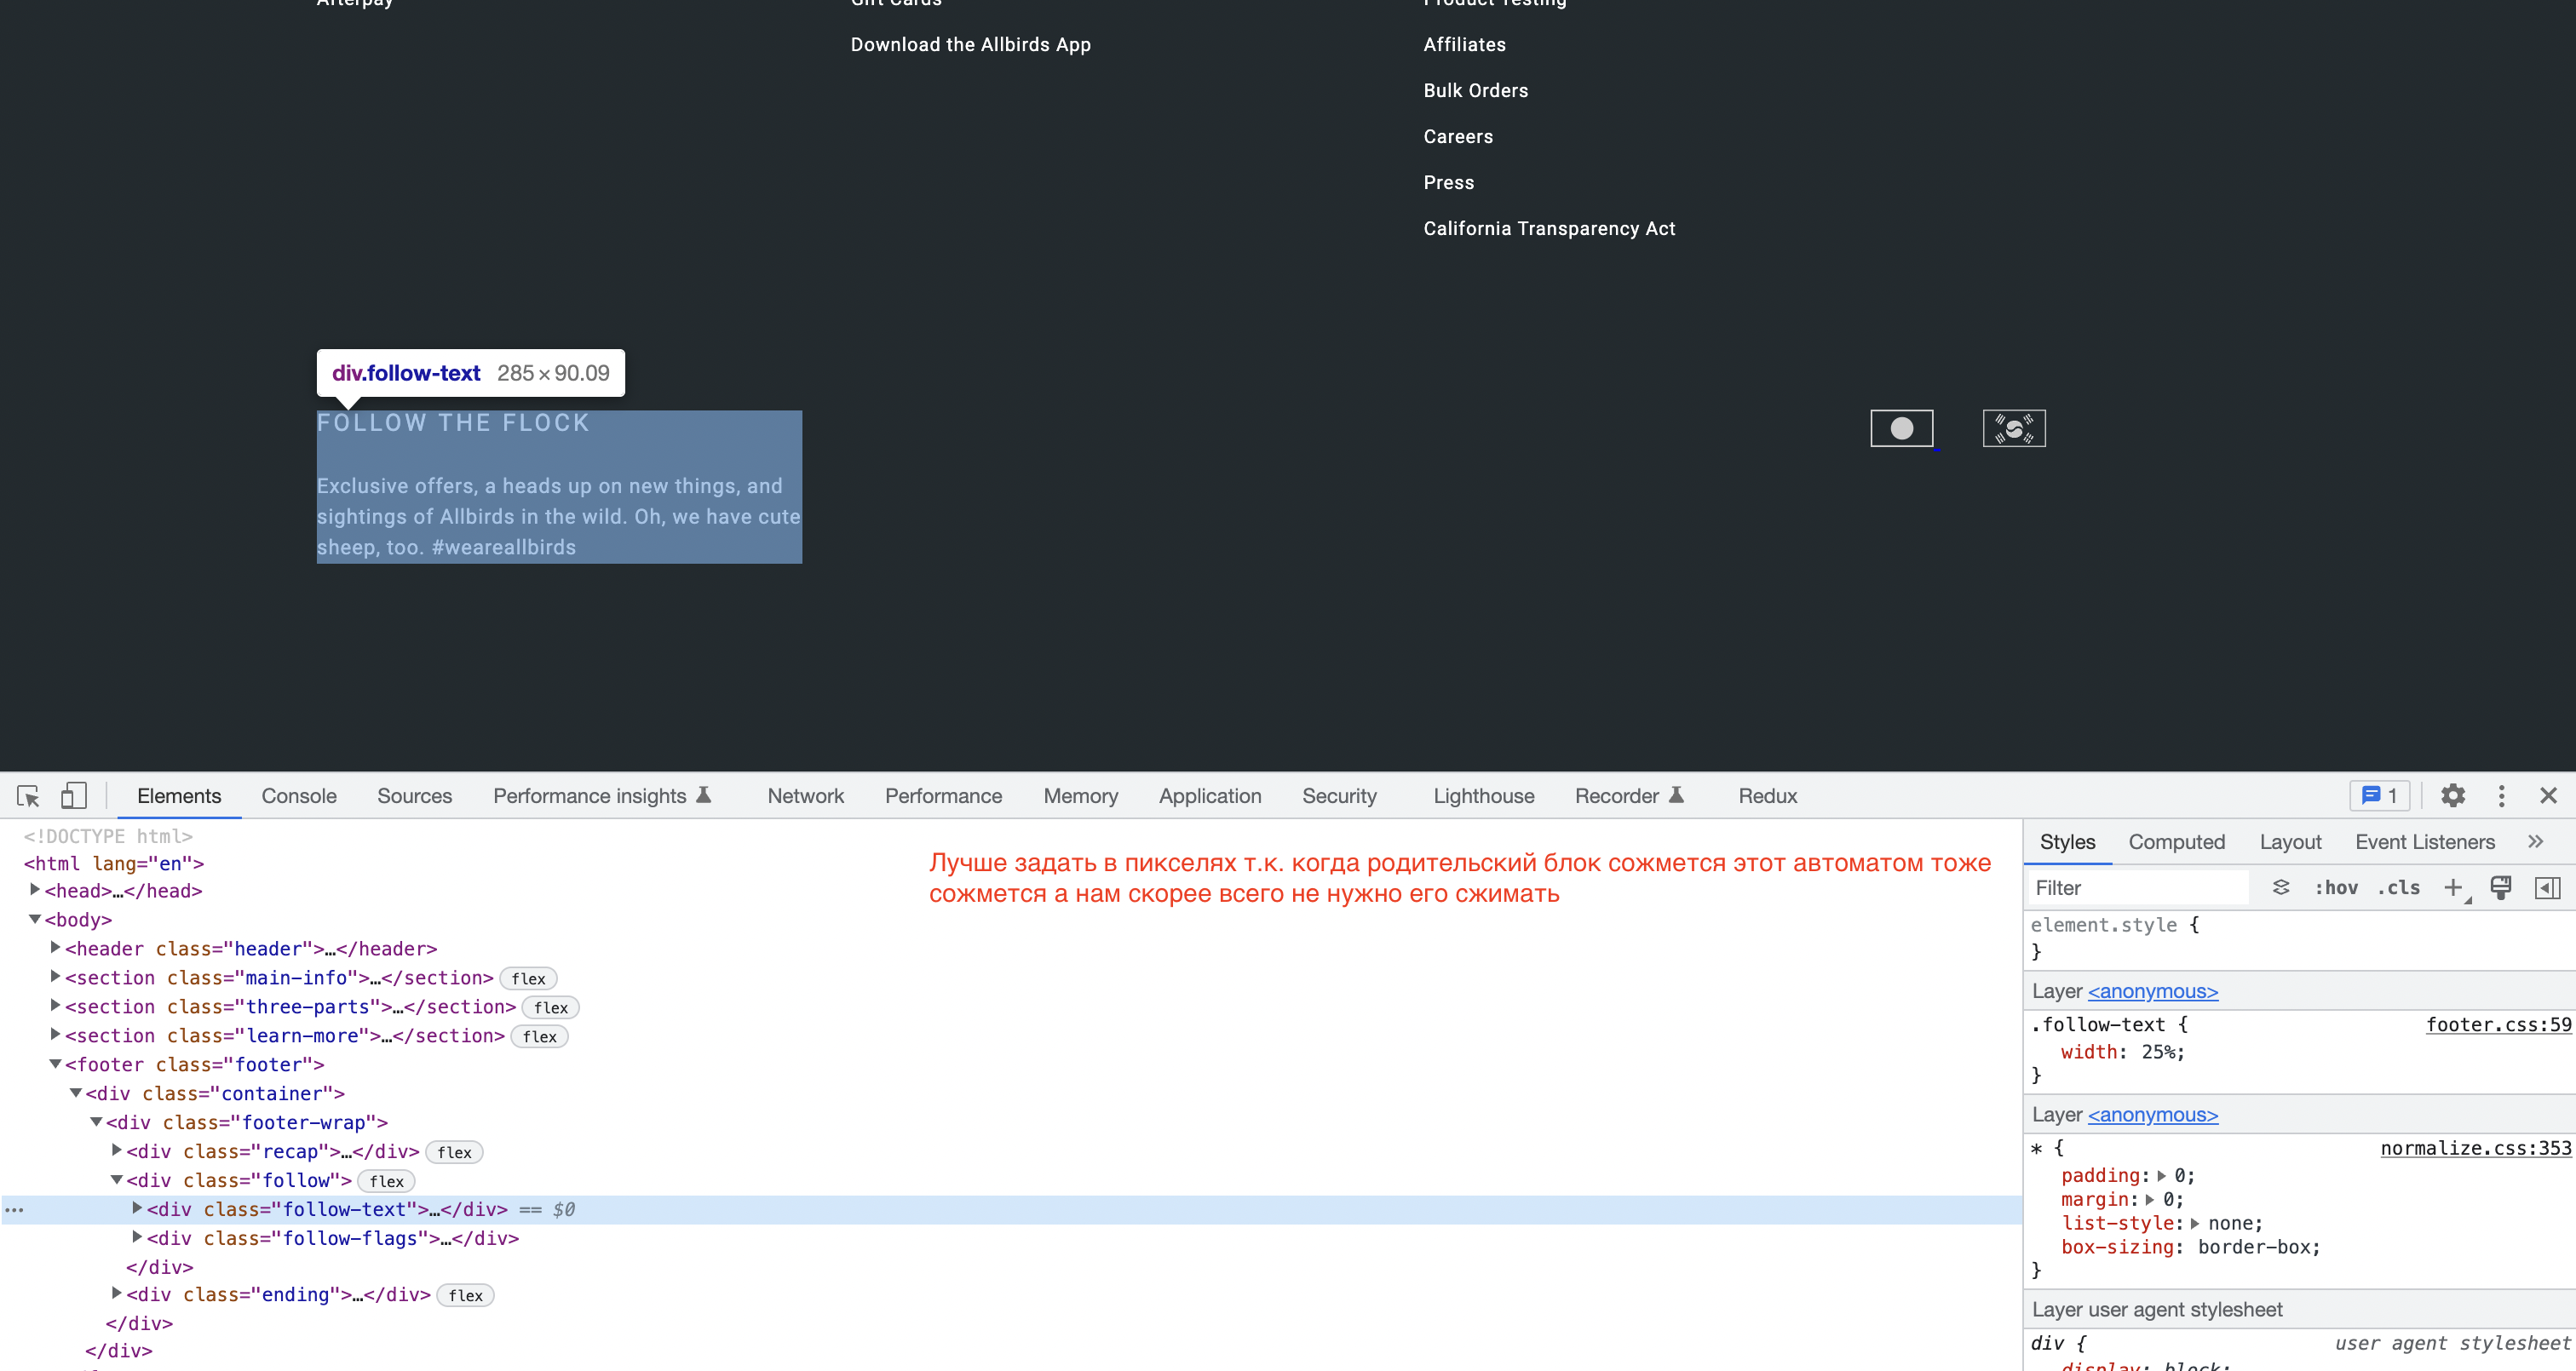 Afterpay
Gift Cards
Product Testing
Download the Allbirds App
Affiliates
Bulk Orders
Careers
Press
California Transparency Act
div.follow-text 285 × 90.09
FOLLOW THE FLOCK
Exclusive offers, a heads up on new things, and
sightings of Allbirds in the wild. Oh, we have cute
sheep, too. #weareallbirds
Elements Console Sources Performance insights Network Performance Memory Application Security Lighthouse Recorder Redux 1
<!DOCTYPE html>
<html lang="en">
<head>…</head>
<body>
<header class="header">…</header>
<section class="main-info">…</section> flex
<section class="three-parts">…</section> flex
<section class="learn-more">…</section> flex
<footer class="footer">
<div class="container">
<div class="footer-wrap">
<div class="recap">…</div> flex
<div class="follow"> flex
… <div class="follow-text">…</div> == $0
<div class="follow-flags">…</div>
</div>
<div class="ending">…</div> flex
</div>
</div>
Лучше задать в пикселях т.к. когда родительский блок сожмется этот автоматом тоже
сожмется а нам скорее всего не нужно его сжимать
Styles Computed Layout Event Listeners »
Filter :hov .cls +
element.style {
}
Layer <anonymous>
.follow-text { footer.css:59
width: 25%;
}
Layer <anonymous>
* { normalize.css:353
padding: 0;
margin: 0;
list-style: none;
box-sizing: border-box;
}
Layer user agent stylesheet
div { user agent stylesheet
display: block;